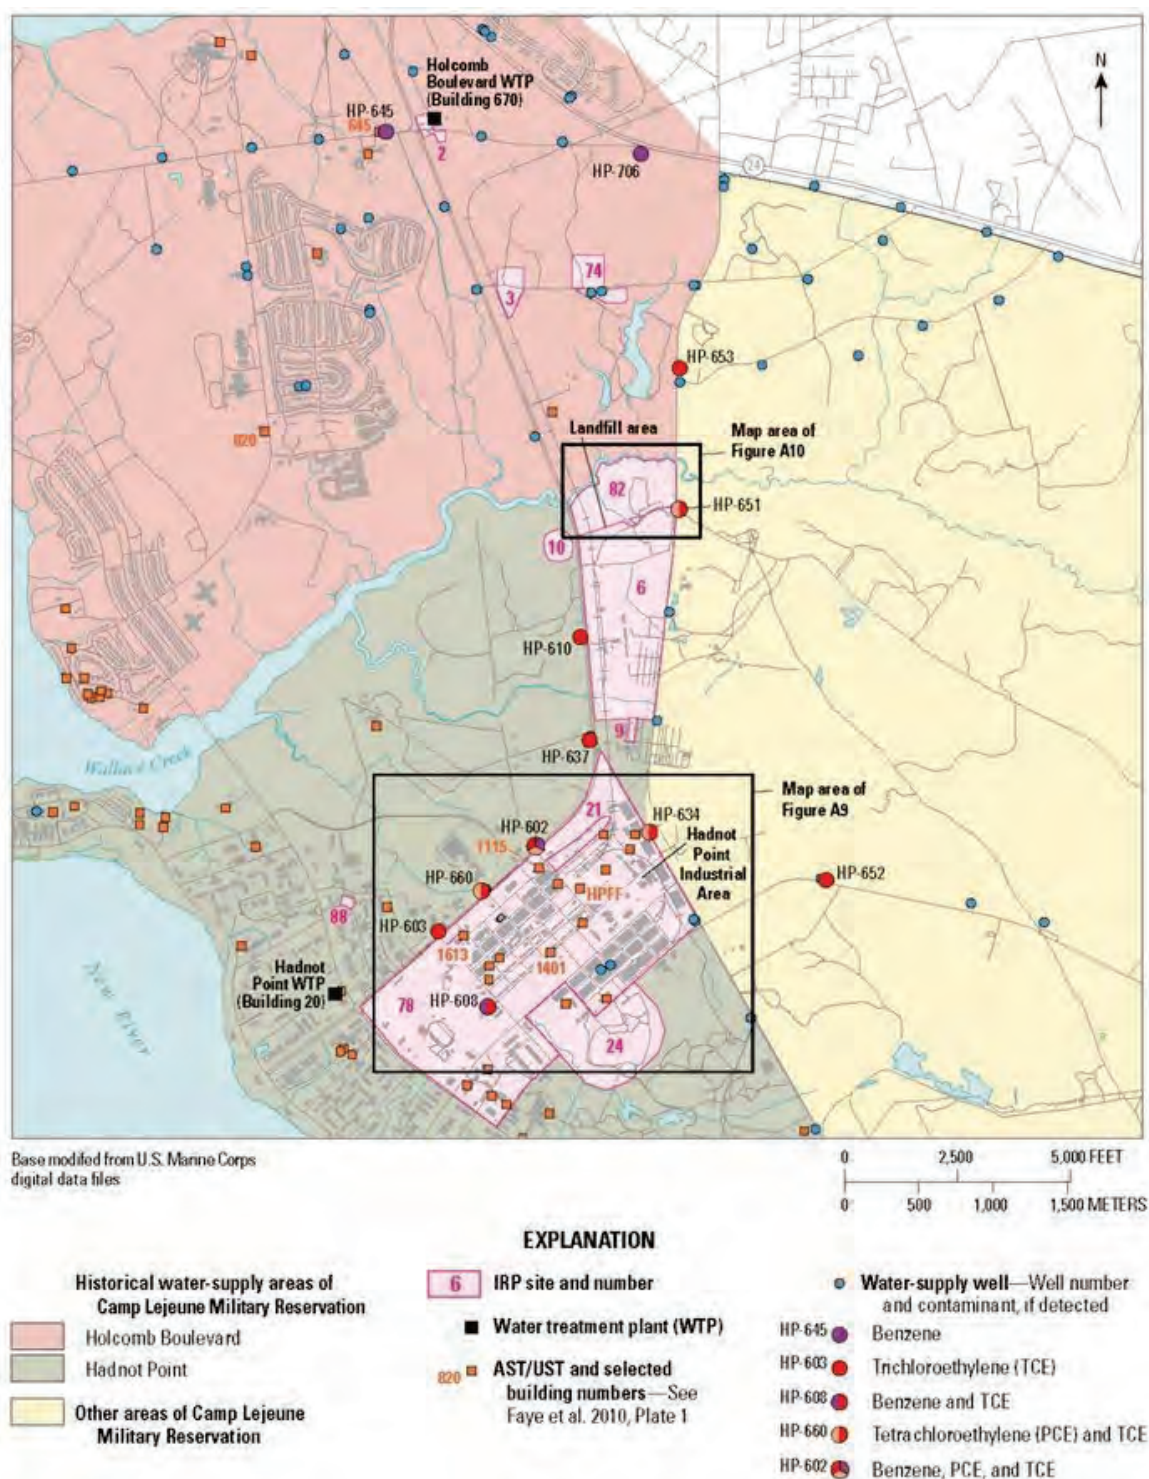 Holcomb
Boulevard WTP
(Building 670)
N
HP-645
645
2
HP-706
24
74
3
HP-653
820
Landfill area
Map area of
Figure A10
82
HP-651
10
6
HP-610
9
HP-637
Wallace Creek
Map area of
Figure A9
21
HP-634
HP-602
1115
Hadnot
Point
Industrial
Area
HP-660
HPFF
HP-652
88
HP-603
1613
1401
Hadnot
Point WTP
(Building 20)
New River
78
HP-608
24
Base modifed from U.S. Marine Corps
digital data files
0 2,500 5,000 FEET
0 500 1,000 1,500 METERS
EXPLANATION
Historical water-supply areas of
Camp Lejeune Military Reservation
Holcomb Boulevard
Hadnot Point
Other areas of Camp Lejeune
Military Reservation
6 IRP site and number
Water treatment plant (WTP)
820 AST/UST and selected
building numbers—See
Faye et al. 2010, Plate 1
Water-supply well—Well number
and contaminant, if detected
HP-645 Benzene
HP-603 Trichloroethylene (TCE)
HP-608 Benzene and TCE
HP-660 Tetrachloroethylene (PCE) and TCE
HP-602 Benzene, PCE, and TCE